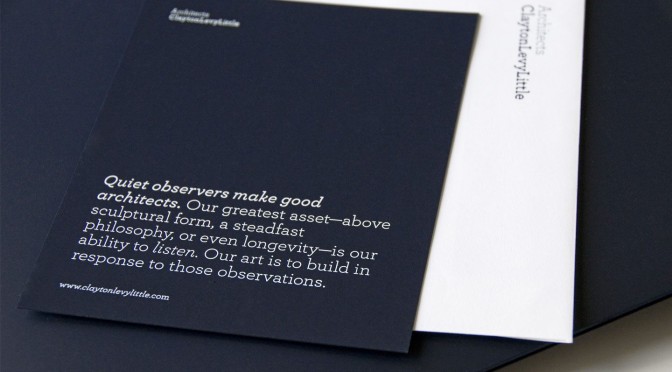 Architects
ClaytonLevyLittle
Quiet observers make good
architects. Our greatest asset—above
sculptural form, a steadfast
philosophy, or even longevity—is our
ability to listen. Our art is to build in
response to those observations.
www.claytonlevylittle.com
Architects
ClaytonLevyLittle